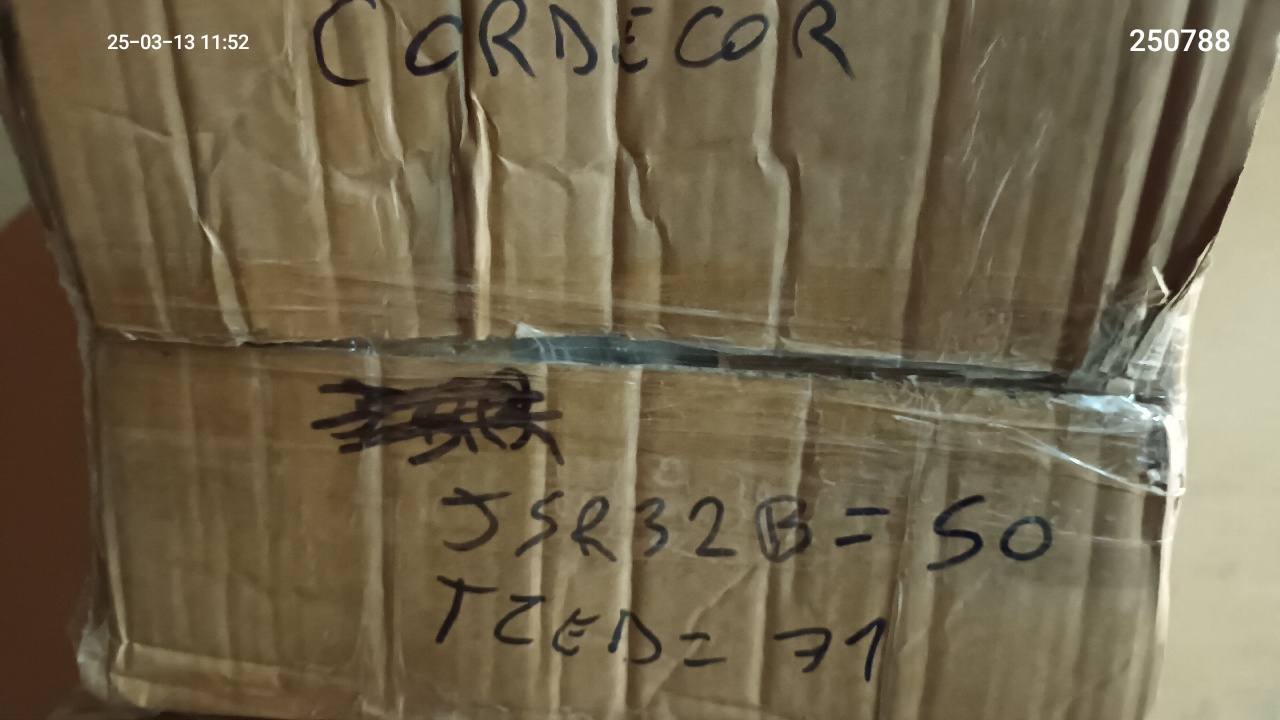 25-03-13 11:52
250788
CORDECOR
JSR32B = 50
TZED = 71